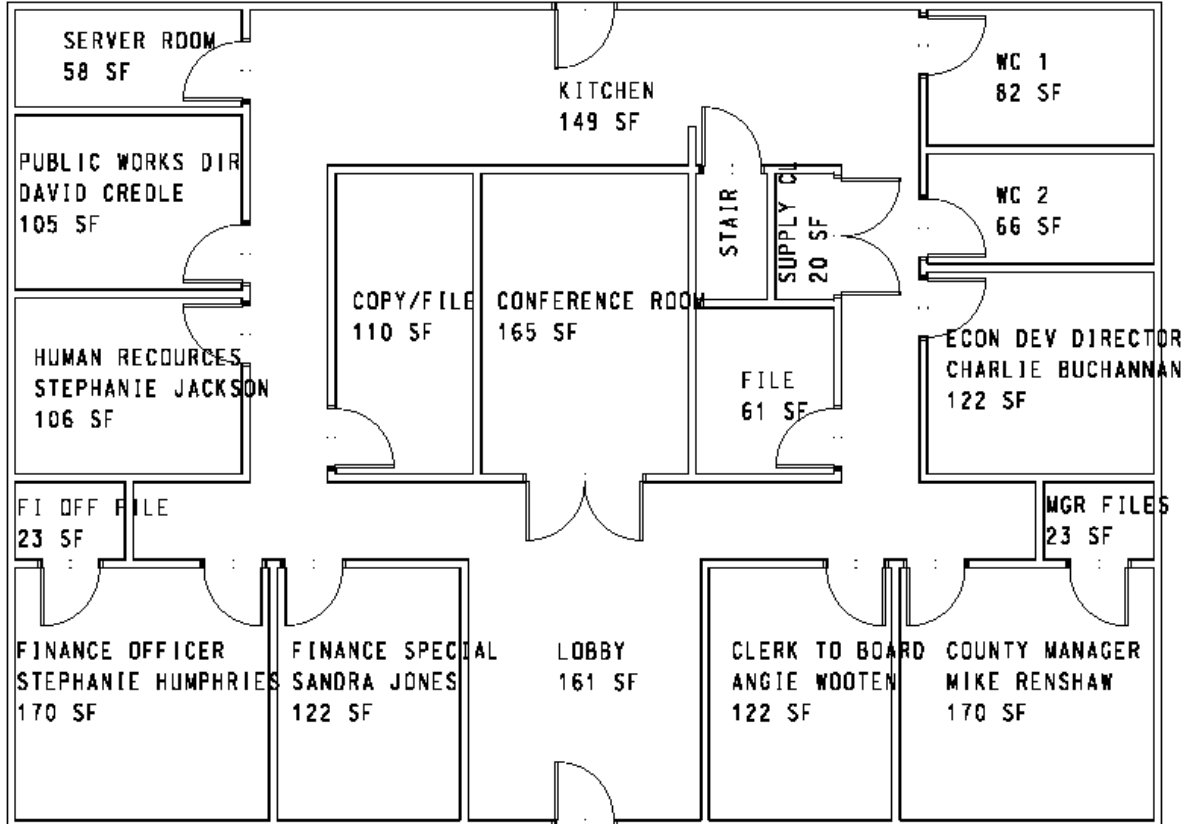 SERVER ROOM
58 SF
KITCHEN
149 SF
WC 1
82 SF
PUBLIC WORKS DIR
DAVID CREDLE
105 SF
STAIR
SUPPLY CL
20 SF
WC 2
66 SF
COPY/FILE
110 SF
CONFERENCE ROOM
165 SF
HUMAN RECOURCES
STEPHANIE JACKSON
106 SF
FILE
61 SF
ECON DEV DIRECTOR
CHARLIE BUCHANNAN
122 SF
FI OFF FILE
23 SF
MGR FILES
23 SF
FINANCE OFFICER
STEPHANIE HUMPHRIES
170 SF
FINANCE SPECIAL
SANDRA JONES
122 SF
LOBBY
161 SF
CLERK TO BOARD
ANGIE WOOTEN
122 SF
COUNTY MANAGER
MIKE RENSHAW
170 SF